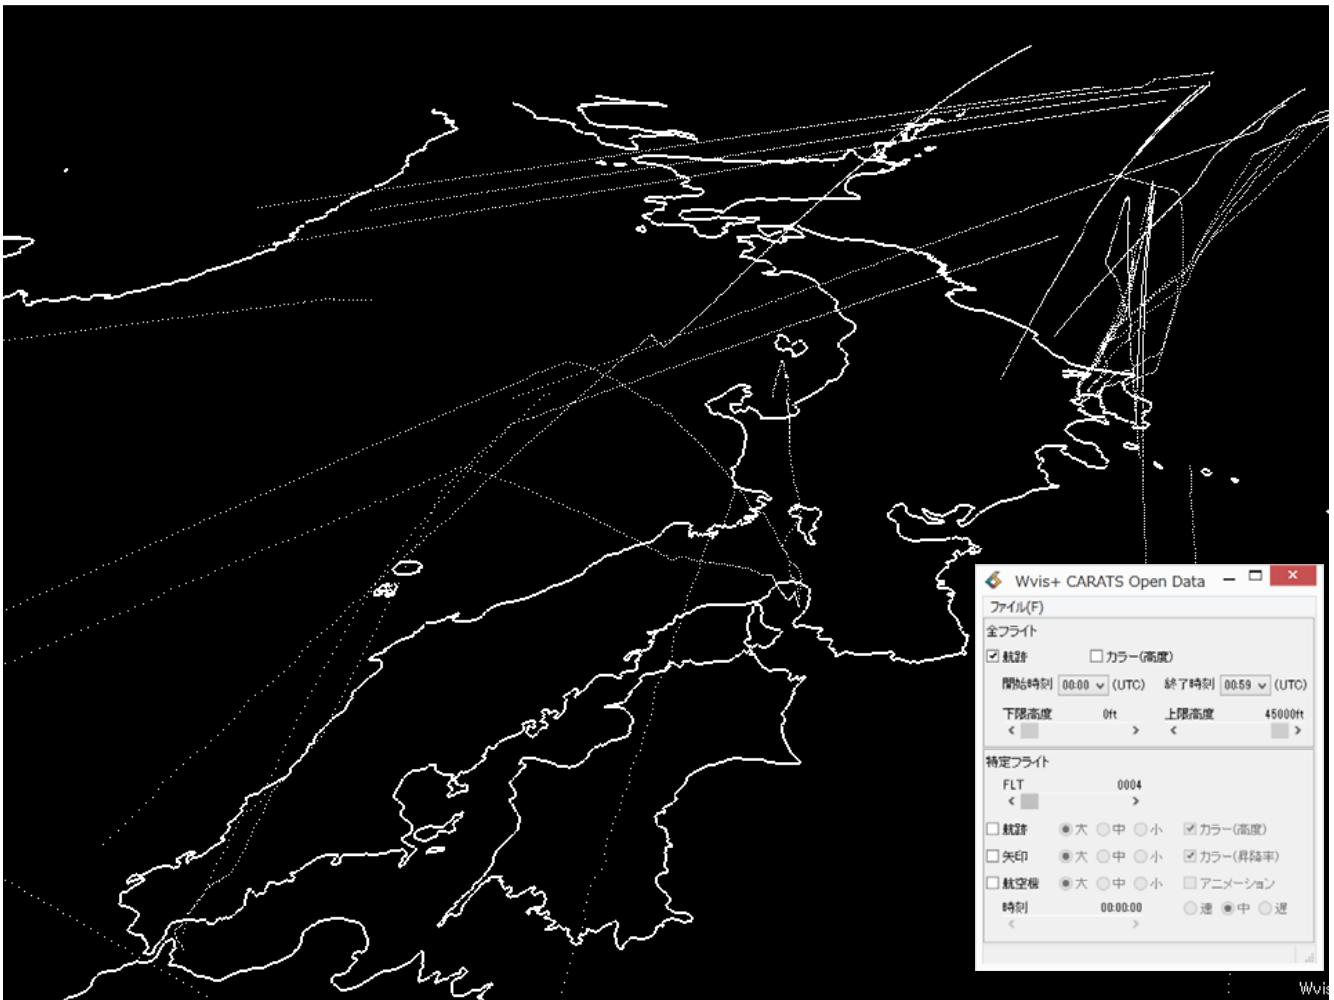 Wvis+ CARATS Open Data
ファイル(F)
全フライト
航跡 カラー(高度)
開始時刻 00:00 (UTC) 終了時刻 00:59 (UTC)
下限高度 0ft 上限高度 45000ft
特定フライト
FLT 0004
航跡 大 中 小 カラー(高度)
矢印 大 中 小 カラー(昇降率)
航空機 大 中 小 アニメーション
時刻 00:00:00 速 中 遅
Wvis